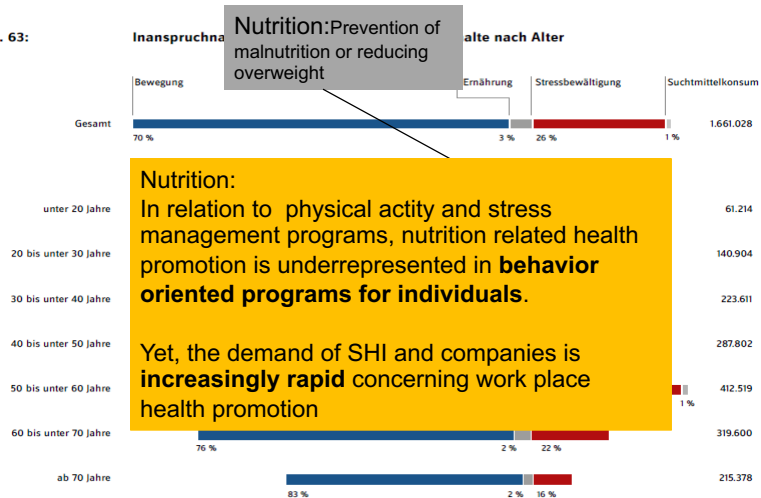 . 63:
Inanspruchna
alte nach Alter
Nutrition:Prevention of
malnutrition or reducing
overweight
Bewegung
Ernährung
Stressbewältigung
Suchtmittelkonsum
Gesamt
1.661.028
70 %
3 %
26 %
1 %
Nutrition:
In relation to physical actity and stress
management programs, nutrition related health
promotion is underrepresented in behavior
oriented programs for individuals.
Yet, the demand of SHI and companies is
increasingly rapid concerning work place
health promotion
unter 20 Jahre
61.214
20 bis unter 30 Jahre
140.904
30 bis unter 40 Jahre
223.611
40 bis unter 50 Jahre
287.802
50 bis unter 60 Jahre
412.519
1 %
60 bis unter 70 Jahre
319.600
76 %
2 %
22 %
ab 70 Jahre
215.378
83 %
2 %
16 %